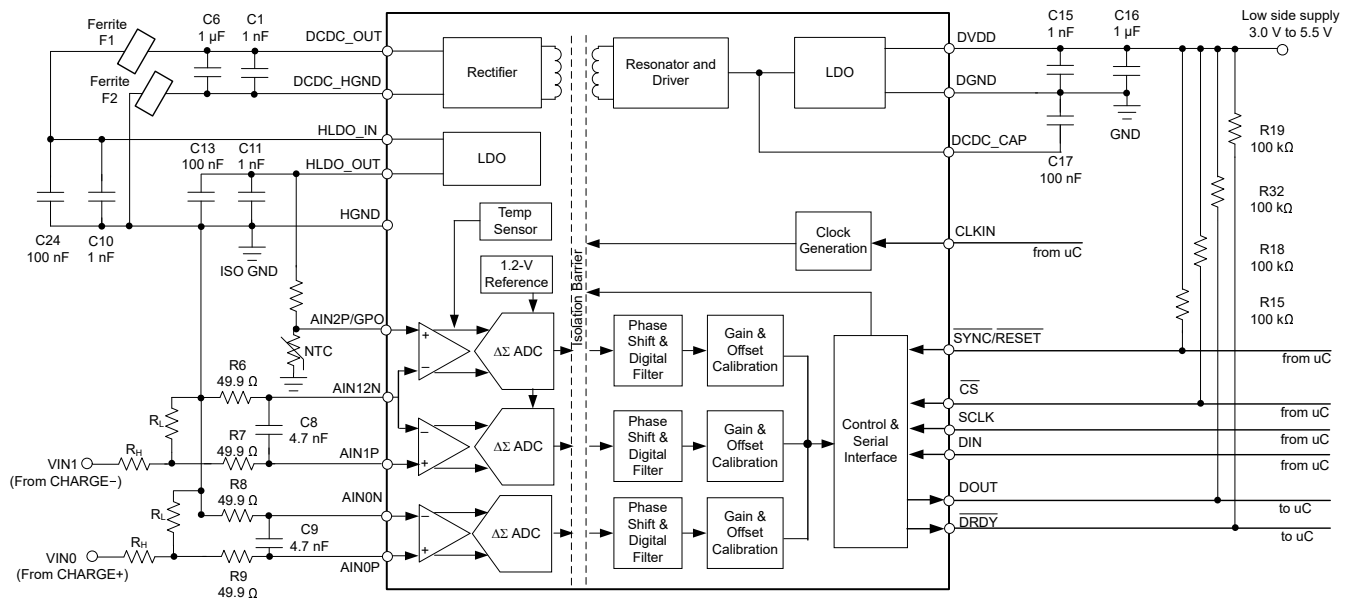 Ferrite
F1
C6
1 µF
C1
1 nF
DCDC_OUT
Ferrite
F2
DCDC_HGND
Rectifier
Resonator and
Driver
LDO
DVDD
C15
1 nF
C16
1 µF
Low side supply
3.0 V to 5.5 V
DGND
GND
DCDC_CAP
C17
100 nF
R19
100 kΩ
R32
100 kΩ
R18
100 kΩ
R15
100 kΩ
HLDO_IN
C13
100 nF
C11
1 nF
HLDO_OUT
LDO
HGND
C24
100 nF
C10
1 nF
ISO GND
Temp
Sensor
1.2-V
Reference
Isolation Barrier
Clock
Generation
CLKIN
from uC
AIN2P/GPO
NTC
+
−
ΔΣ ADC
Phase
Shift &
Digital
Filter
Gain &
Offset
Calibration
SYNC/RESET
from uC
R6
49.9 Ω
AIN12N
C8
4.7 nF
RL
R7
49.9 Ω
AIN1P
RH
VIN1
(From CHARGE−)
−
+
ΔΣ ADC
Phase
Shift &
Digital
Filter
Gain &
Offset
Calibration
Control &
Serial
Interface
CS
from uC
SCLK
from uC
DIN
from uC
R8
49.9 Ω
AIN0N
RL
C9
4.7 nF
RH
VIN0
(From CHARGE+)
R9
49.9 Ω
AIN0P
−
+
ΔΣ ADC
Phase
Shift &
Digital
Filter
Gain &
Offset
Calibration
DOUT
to uC
DRDY
to uC